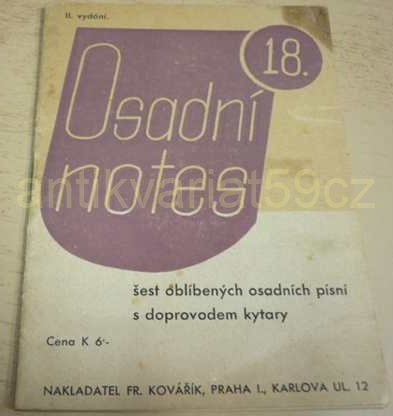 II. vydání.
18.
Osadní
notes
antikvariat59cz
šest oblíbených osadních písní
s doprovodem kytary
Cena K 6·-
NAKLADATEL FR. KOVÁŘÍK, PRAHA I., KARLOVA UL. 12